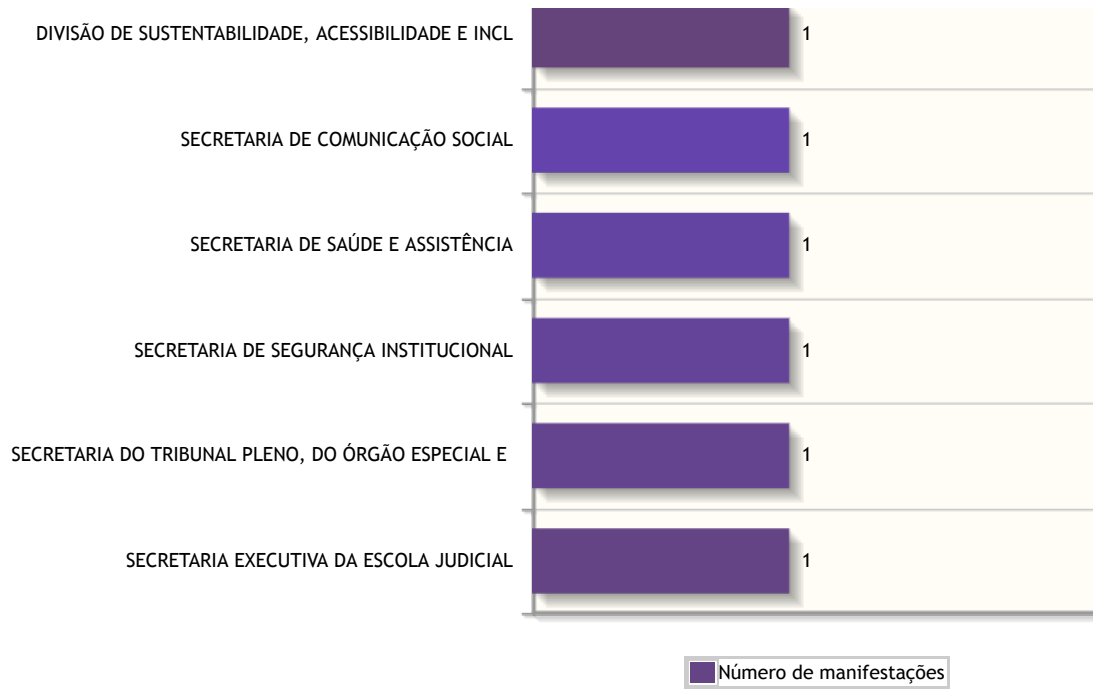 DIVISÃO DE SUSTENTABILIDADE, ACESSIBILIDADE E INCL 1
SECRETARIA DE COMUNICAÇÃO SOCIAL 1
SECRETARIA DE SAÚDE E ASSISTÊNCIA 1
SECRETARIA DE SEGURANÇA INSTITUCIONAL 1
SECRETARIA DO TRIBUNAL PLENO, DO ÓRGÃO ESPECIAL E 1
SECRETARIA EXECUTIVA DA ESCOLA JUDICIAL 1
Número de manifestações